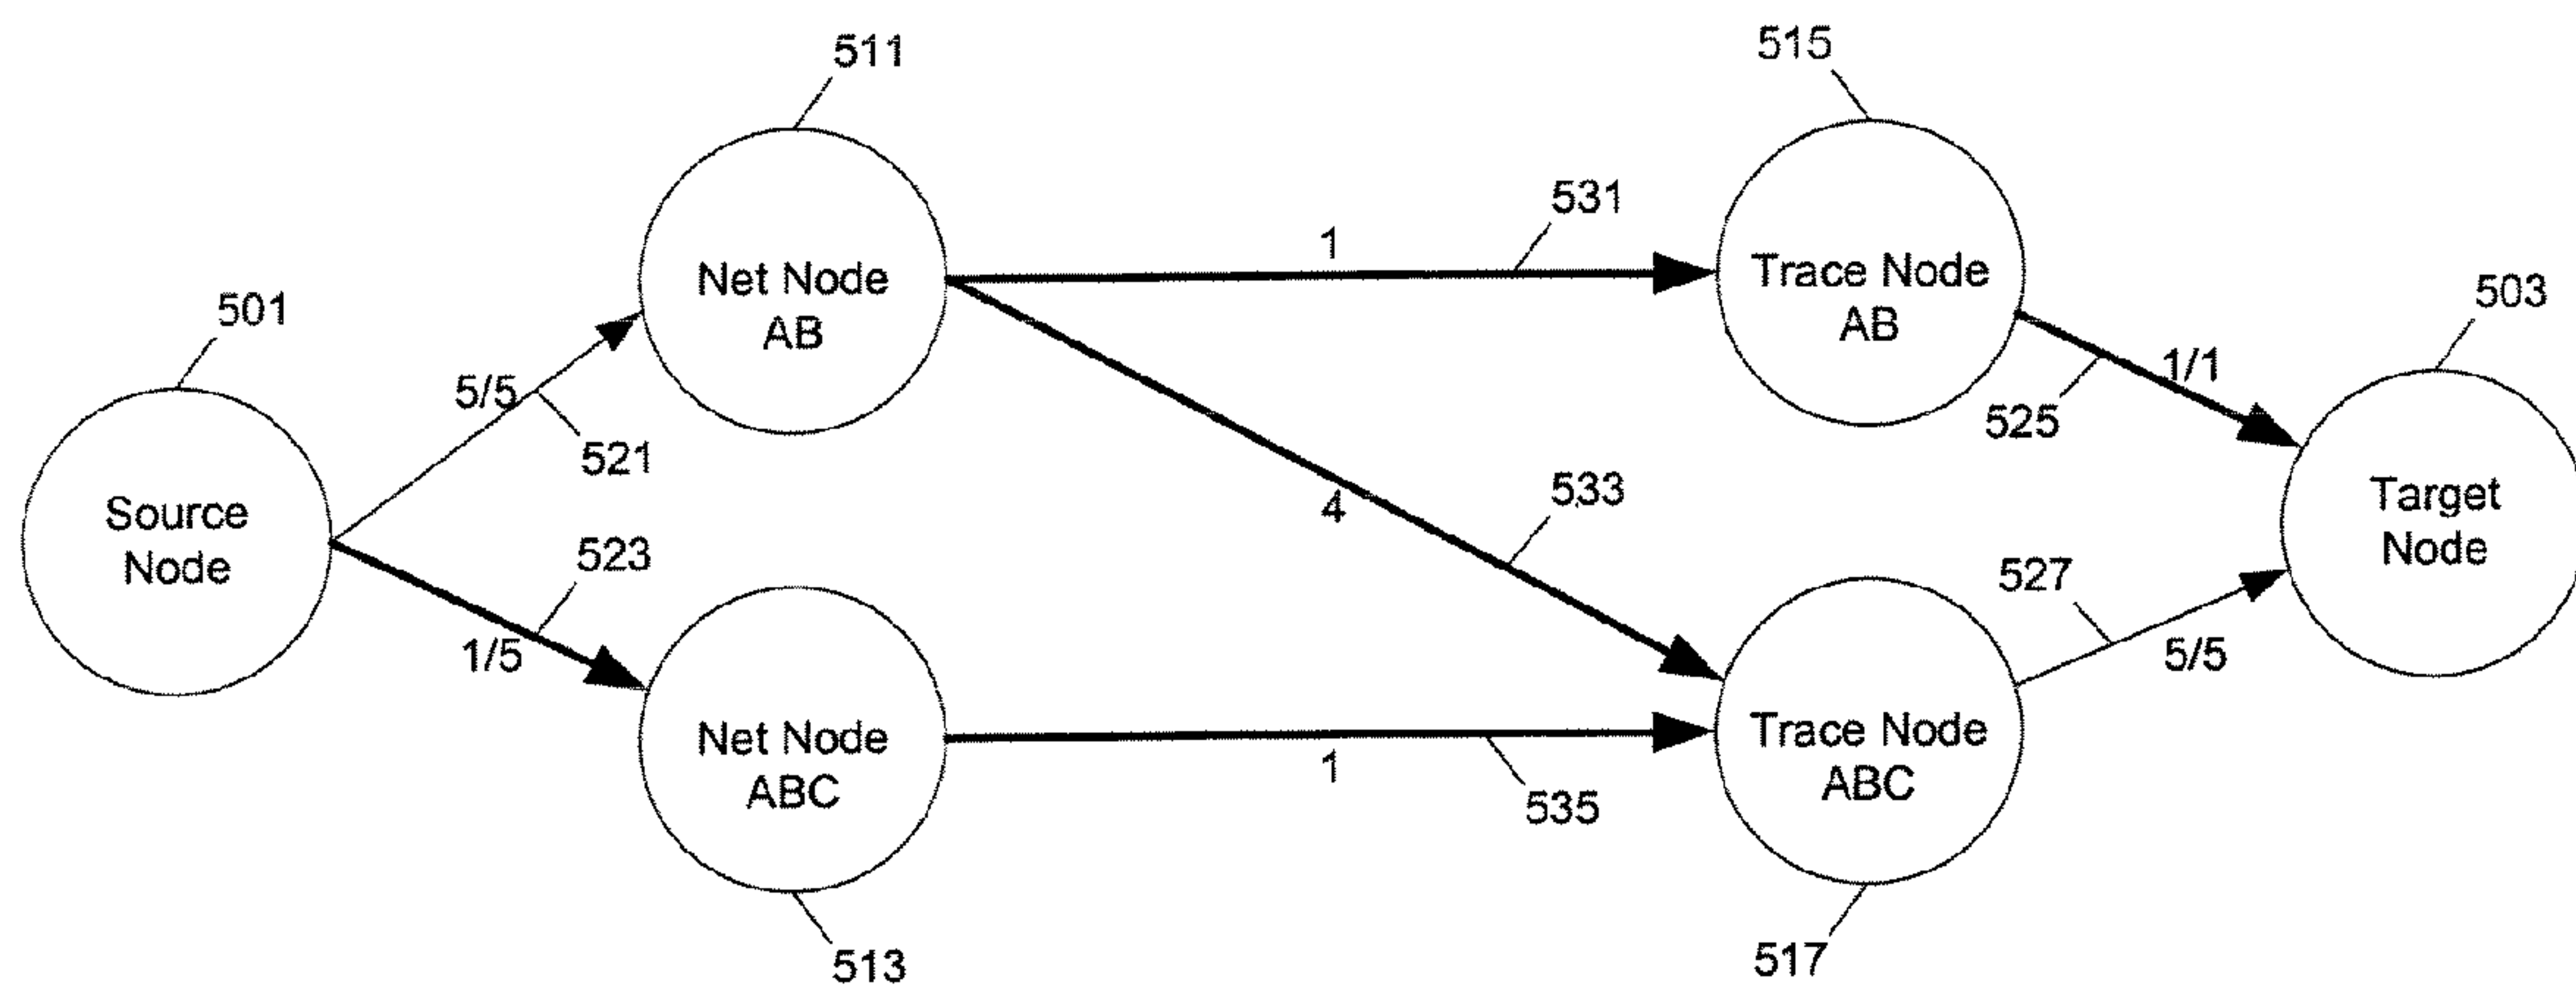 511
515
531
1
501
Net Node
AB
Trace Node
AB
503
5/5
521
1/1
525
Source
Node
523
4
533
Target
Node
527
1/5
5/5
Net Node
ABC
1
535
Trace Node
ABC
513
517